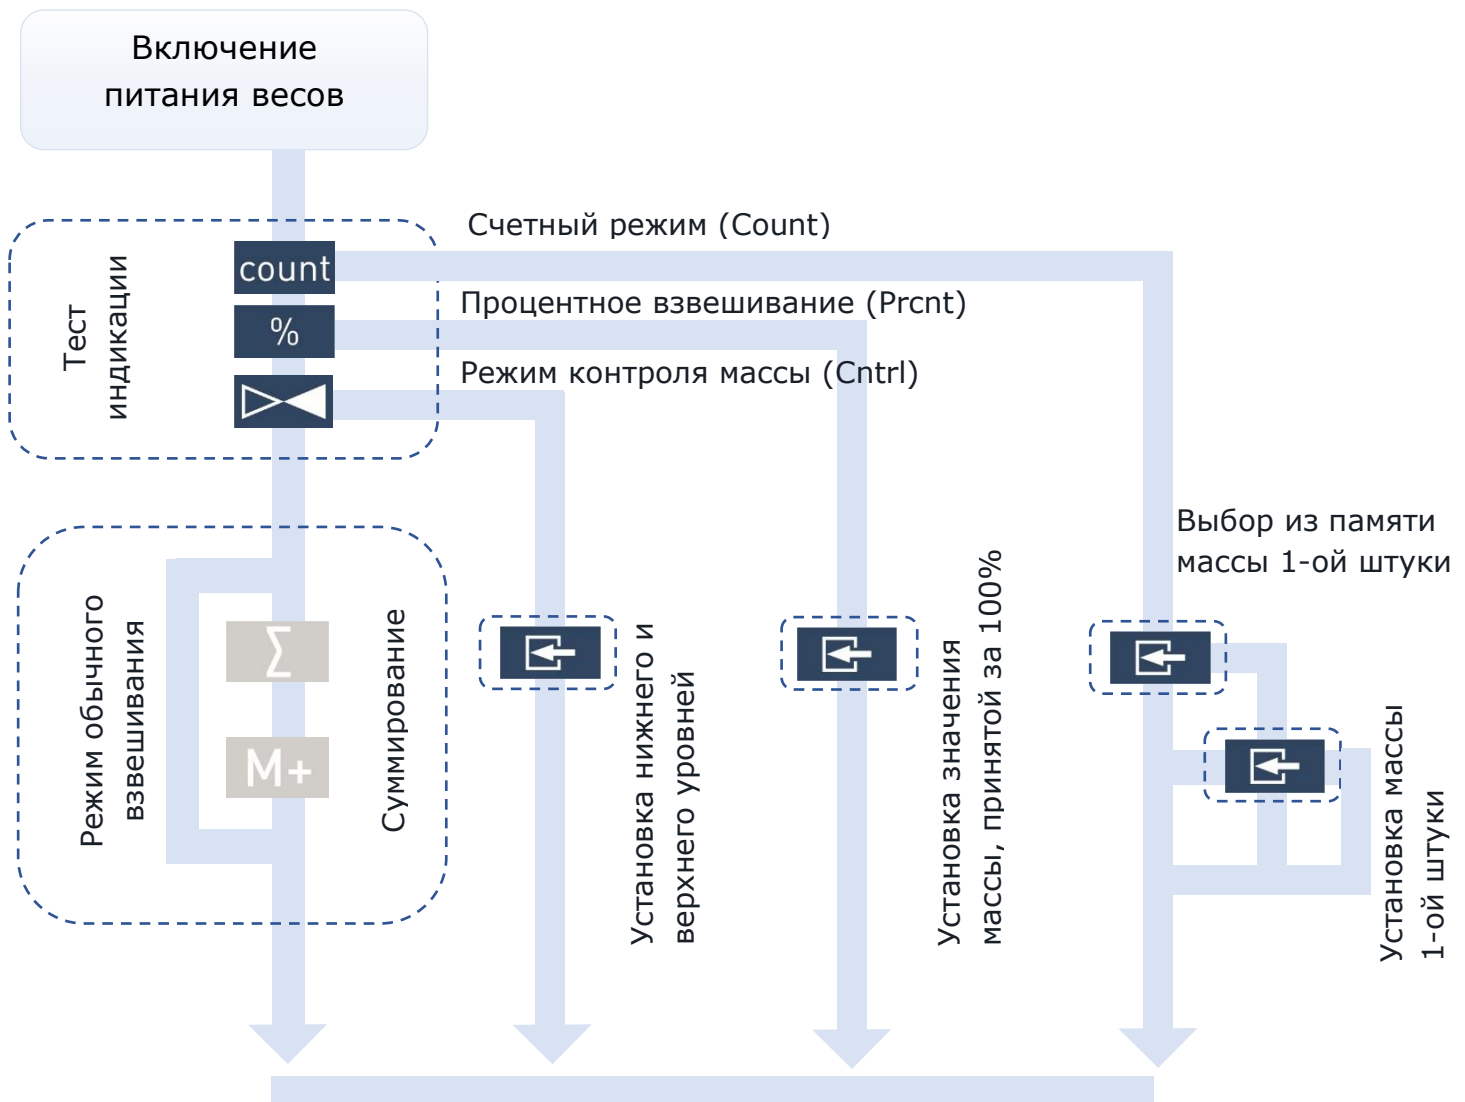 Включение
питания весов
Счетный режим (Count)
Тест
индикации
count
Процентное взвешивание (Prcnt)
%
Режим контроля массы (Cntrl)
Выбор из памяти
массы 1-ой штуки
Режим обычного
взвешивания
Σ
M+
Суммирование
Установка нижнего и
верхнего уровней
Установка значения
массы, принятой за 100%
Установка массы
1-ой штуки